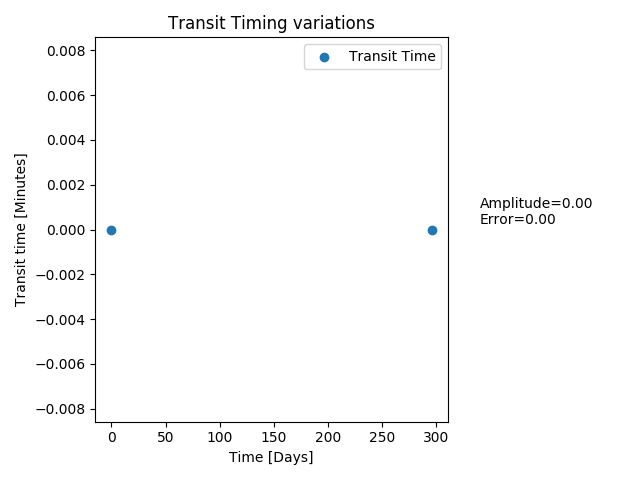 Transit Timing variations
Transit Time
0.008
0.006
0.004
0.002
0.000
−0.002
−0.004
−0.006
−0.008
Transit time [Minutes]
Amplitude=0.00
Error=0.00
0 50 100 150 200 250 300
Time [Days]